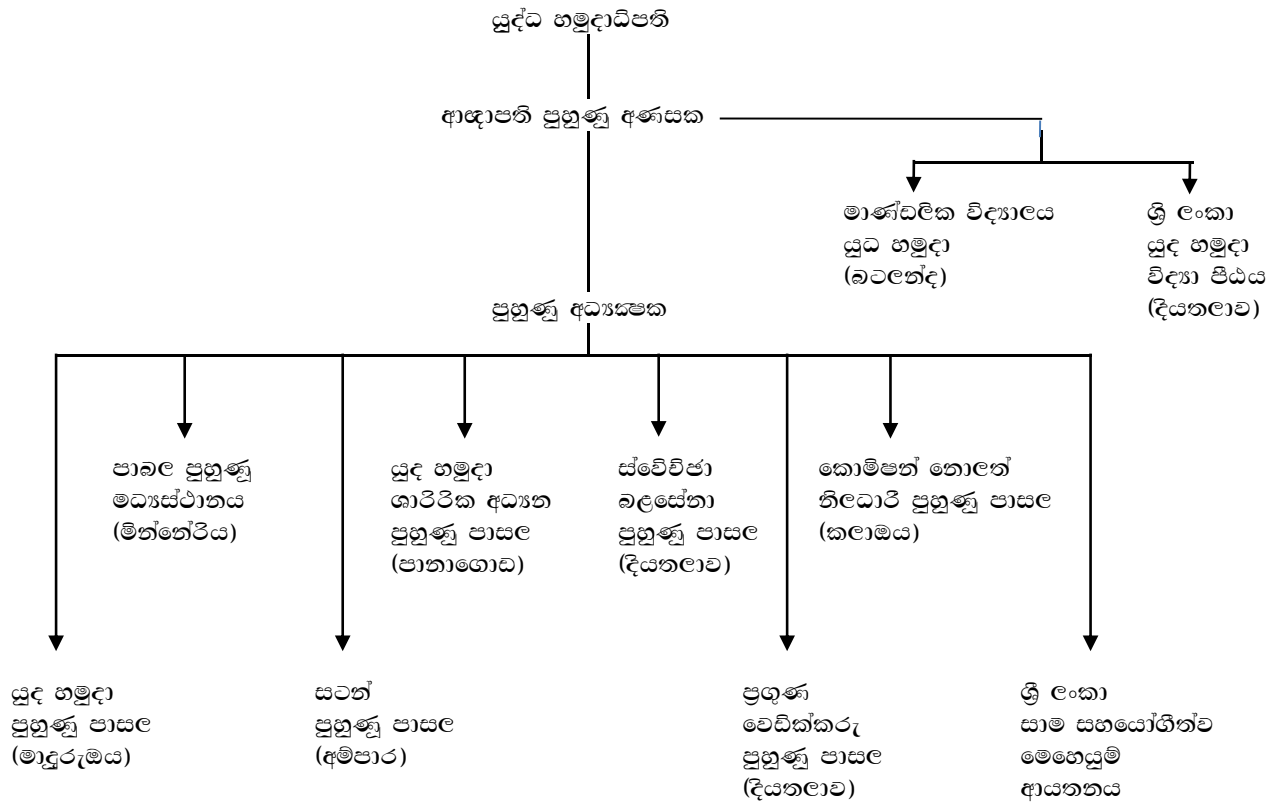 යුද්ධ හමුදාධිපති
ආඥාපති පුහුණු අණසක
මාණ්ඩලික විද්‍යාලය
යුධ හමුදා
(බටලන්ද)
ශ්‍රි ලංකා
යුද හමුදා
විද්‍යා පීඨය
(දියතලාව)
පුහුණු අධ්‍යක්‍ෂක
පාබල පුහුණූ
මධ්‍යස්ථානය
(මින්නේරිය)
යුද හමුදා
ශාරිරික අධ්‍යන
පුහුණු පාසල
(පානාගොඩ)
ස්වේච්ඡා
බළසේනා
පුහුණු පාසල
(දියතලාව)
කොමිෂන් නොලත්
නිලධාරී පුහුණු පාසල
(කලාඔය)
යුද හමුදා
පුහුණු පාසල
(මාදුරුඔය)
සටන්
පුහුණූ පාසල
(අම්පාර)
ප්‍රගුණ
වෙඩික්කරු
පුහුණු පාසල
(දියතලාව)
ශ්‍රී ලංකා
සාම සහයෝගීත්ව
මෙහෙයුම්
ආයතනය